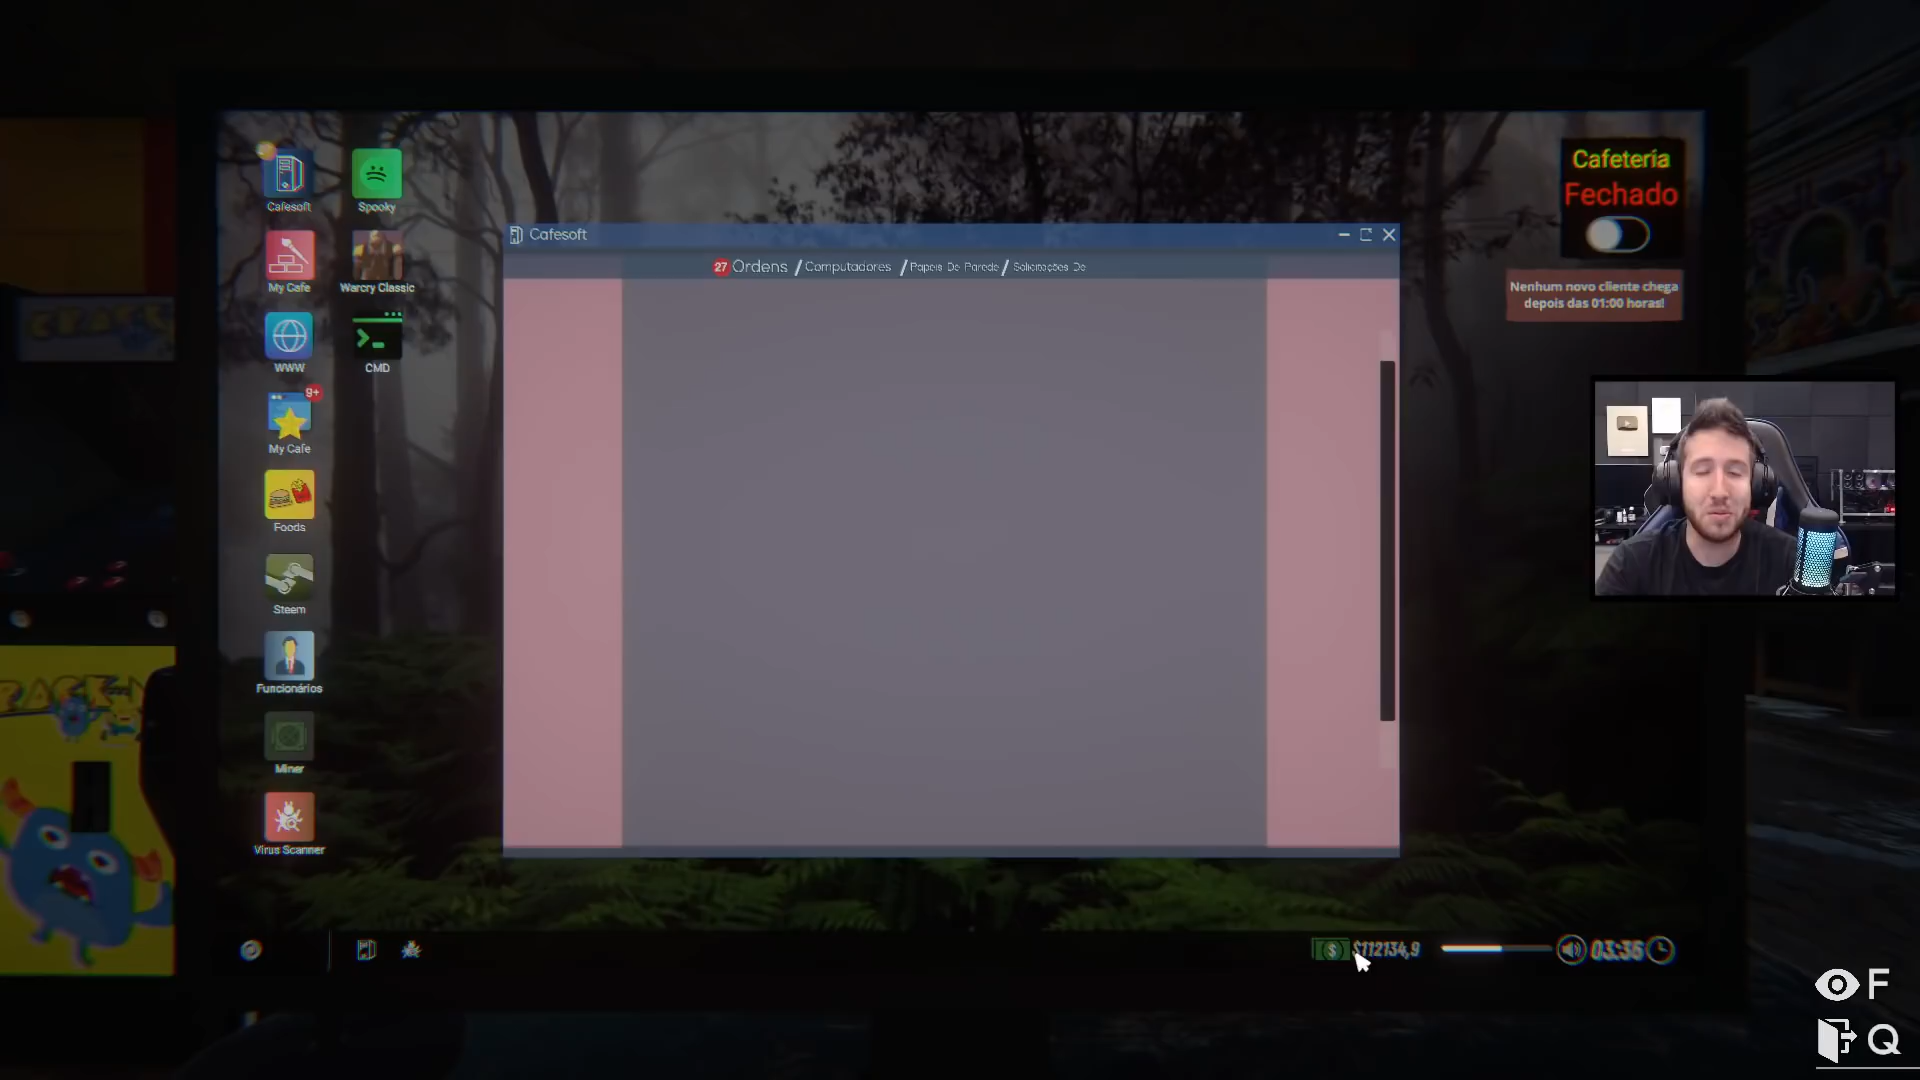 Cafesoft
Spooky
My Cafe
Warcry Classic
WWW
CMD
9+
My Cafe
Foods
Steem
Funcionários
Miner
Virus Scanner
Cafesoft
27 Ordens / Computadores / Papeis De Parede / Solicitações De
Cafetería
Fechado
Nenhum novo cliente chega
depois das 01:00 horas!
$112134,9
03:36
F
Q